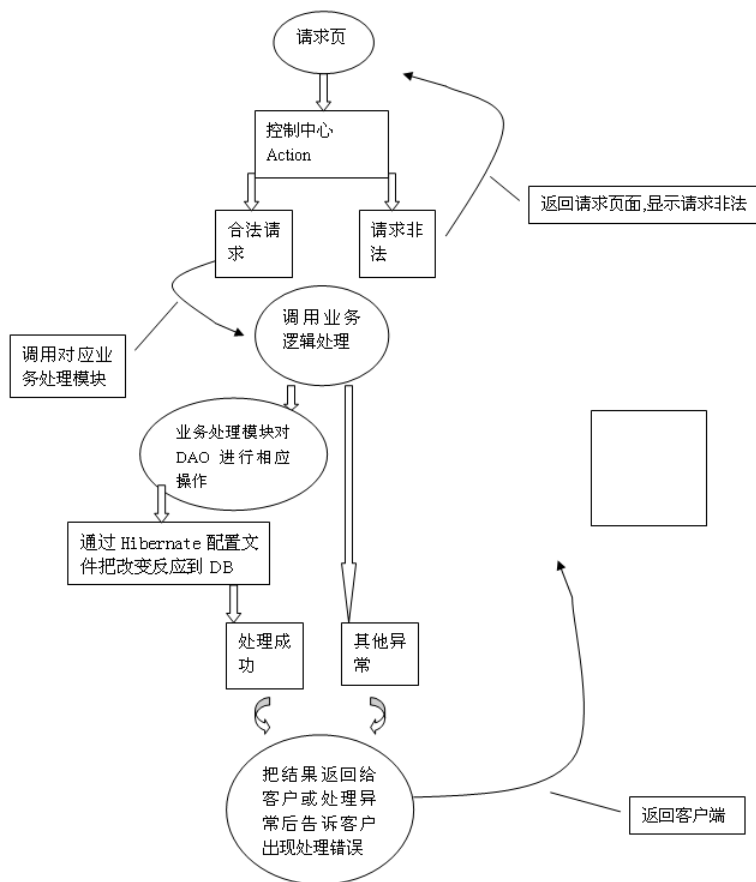 请求页
控制中心
Action
合法请
求
请求非
法
返回请求页面,显示请求非法
调用业务
逻辑处理
调用对应业
务处理模块
业务处理模块对
DAO 进行相应
操作
通过 Hibernate 配置文
件把改变反应到 DB
处理成
功
其他异
常
把结果返回给
客户或处理异
常后告诉客户
出现处理错误
返回客户端